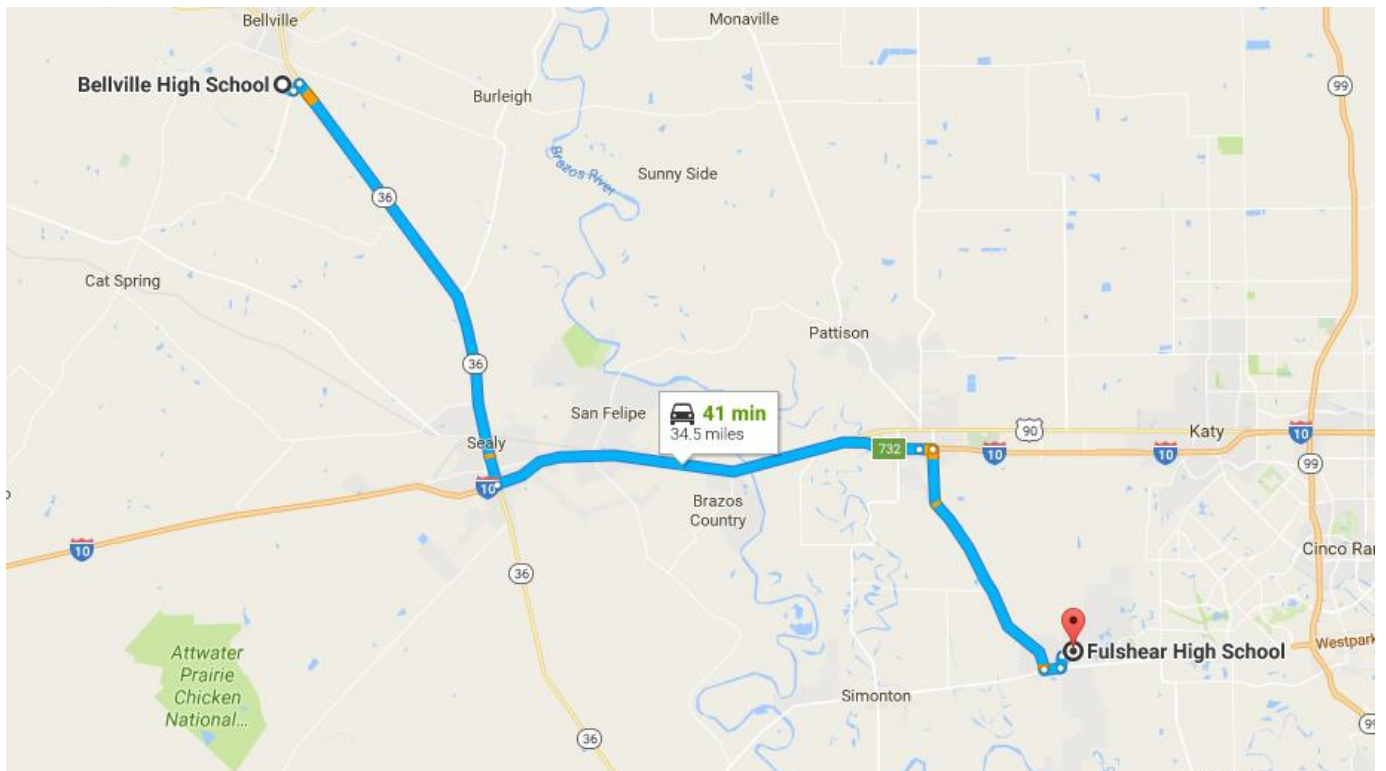 Bellville
Monaville
99
Bellville High School
Burleigh
Brazos
River
Sunny Side
36
Cat Spring
Pattison
36
San Felipe
41 min
34.5 miles
Sealy
732
90
10
Katy
10
10
99
10
Brazos
Country
10
Cinco Ra
36
Attwater
Prairie
Chicken
National...
Fulshear High School
Westpark
Simonton
36
99